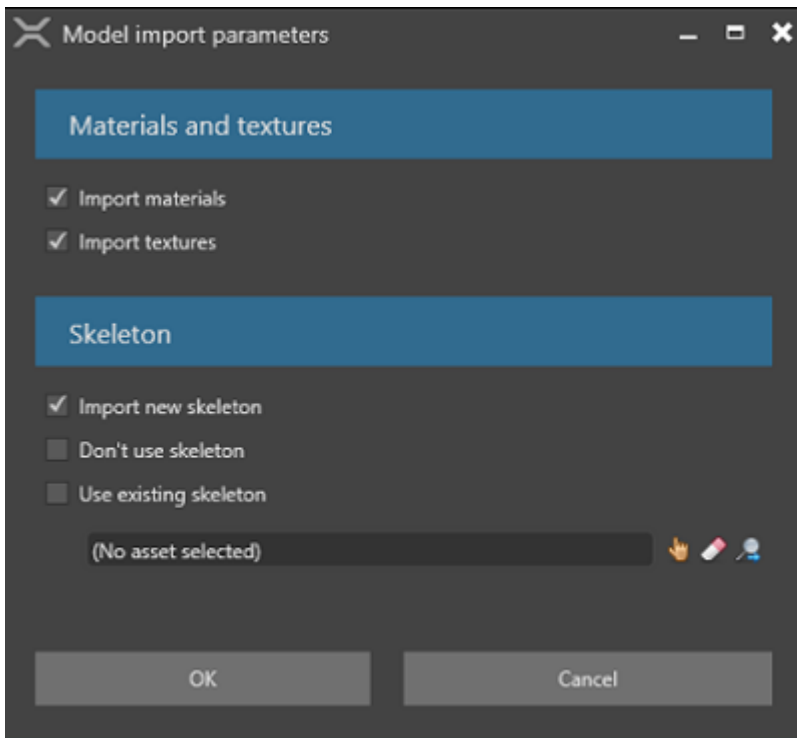 Model import parameters
Materials and textures
Import materials
Import textures
Skeleton
Import new skeleton
Don't use skeleton
Use existing skeleton
(No asset selected)
OK
Cancel